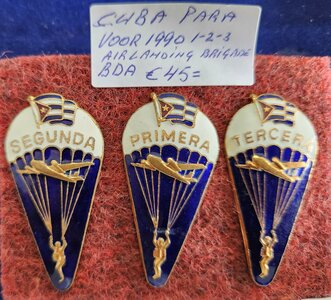 CUBA PARA
VOOR 1990 1-2-3
AIRLANDING BRIGADE
BDA €45=
SEGUNDA
PRIMERA
TERCERA